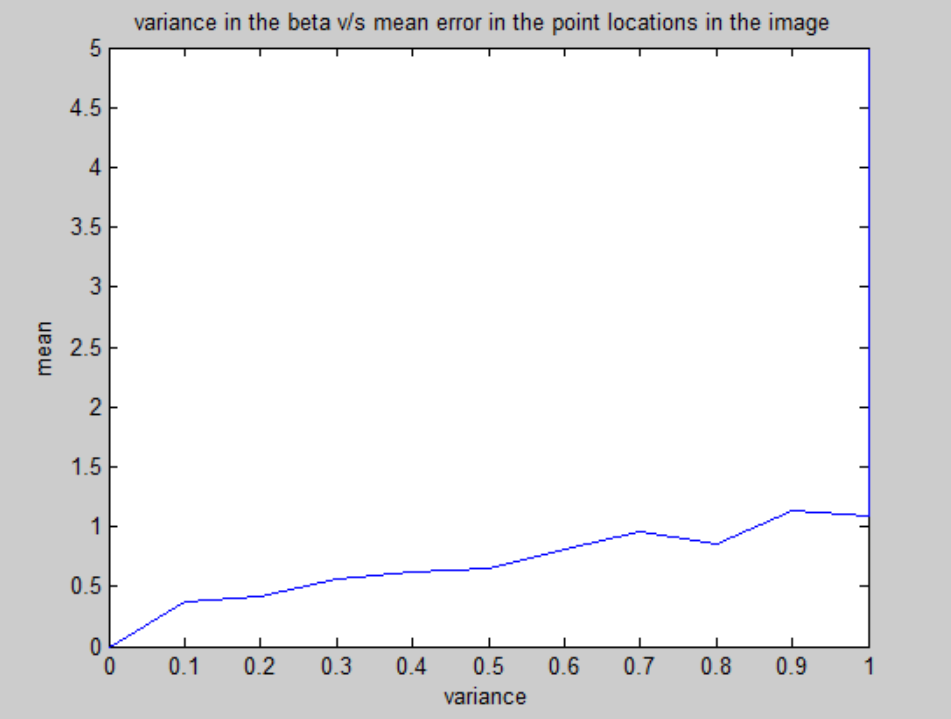 variance in the beta v/s mean error in the point locations in the image
5
4.5
4
3.5
3
2.5
2
1.5
1
0.5
0
mean
0 0.1 0.2 0.3 0.4 0.5 0.6 0.7 0.8 0.9 1
variance